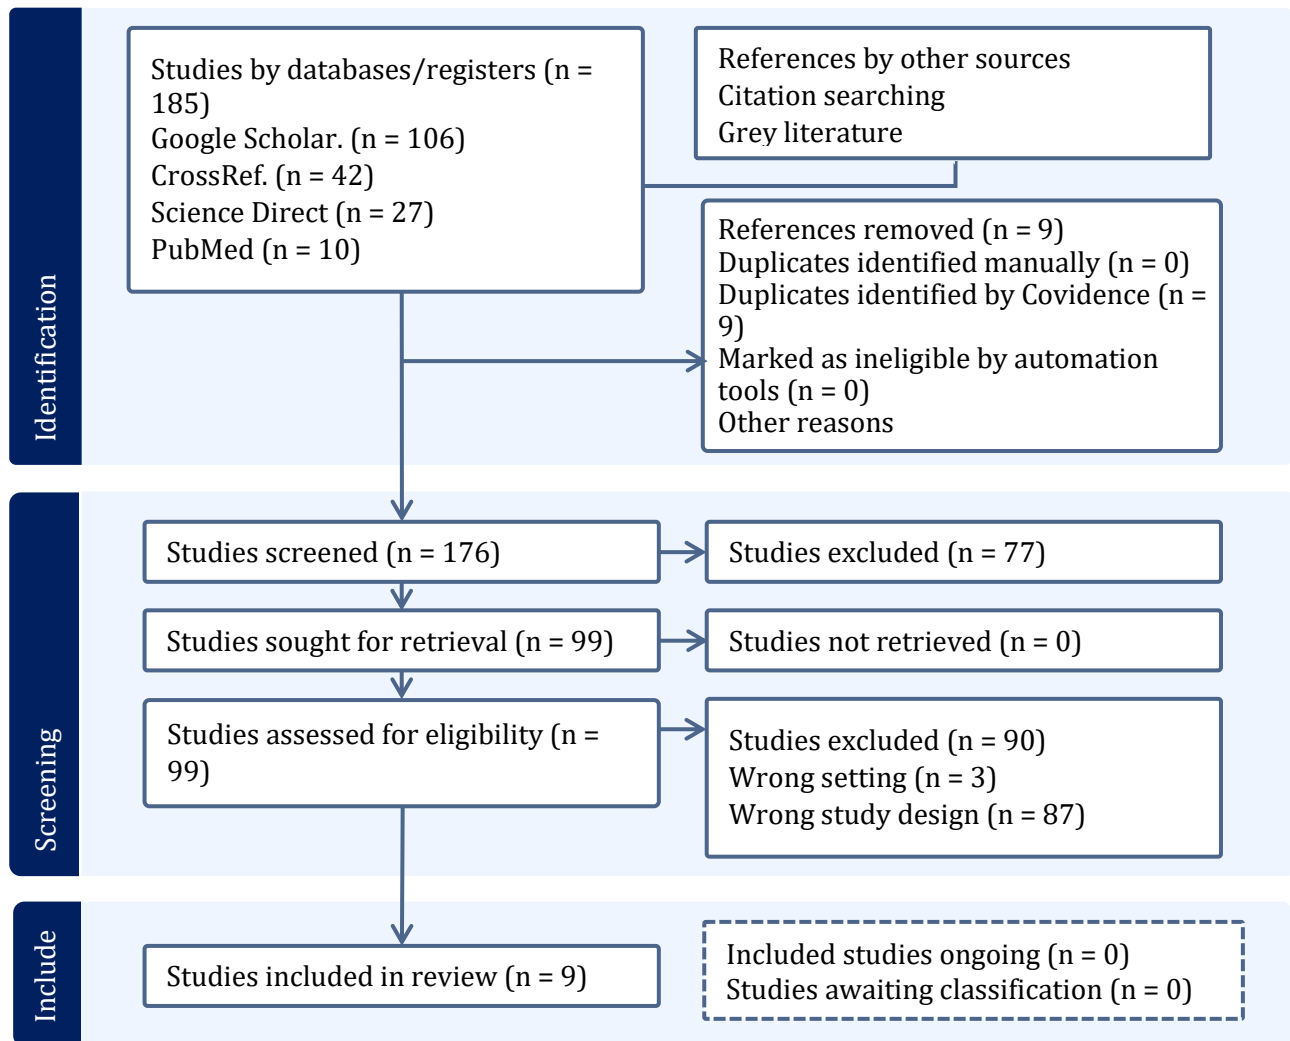 Identification
Studies by databases/registers (n =
185)
Google Scholar. (n = 106)
CrossRef. (n = 42)
Science Direct (n = 27)
PubMed (n = 10)
References by other sources
Citation searching
Grey literature
References removed (n = 9)
Duplicates identified manually (n = 0)
Duplicates identified by Covidence (n =
9)
Marked as ineligible by automation
tools (n = 0)
Other reasons
Screening
Studies screened (n = 176)
Studies excluded (n = 77)
Studies sought for retrieval (n = 99)
Studies not retrieved (n = 0)
Studies assessed for eligibility (n =
99)
Studies excluded (n = 90)
Wrong setting (n = 3)
Wrong study design (n = 87)
Include
Studies included in review (n = 9)
Included studies ongoing (n = 0)
Studies awaiting classification (n = 0)